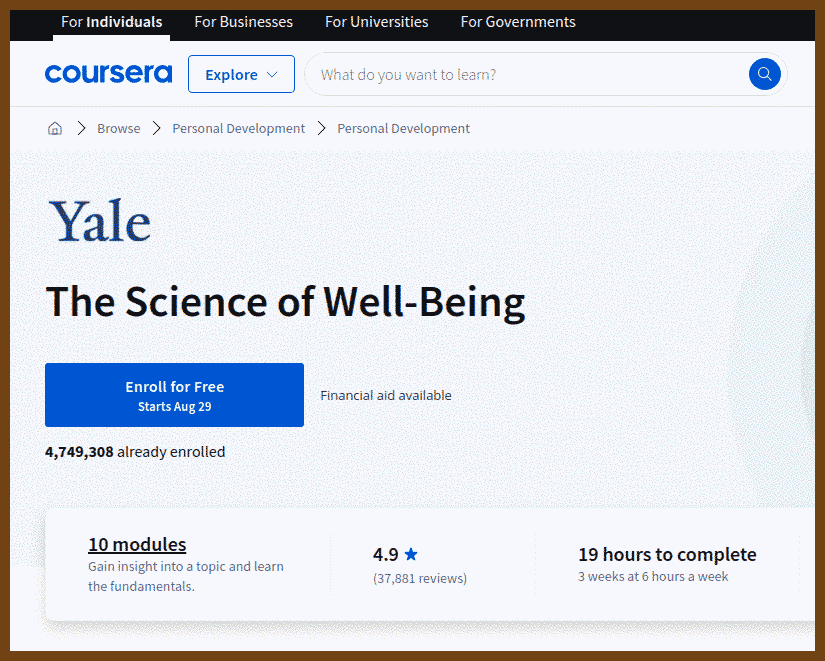 For Individuals For Businesses For Universities For Governments
coursera Explore What do you want to learn?
Browse Personal Development Personal Development
Yale
The Science of Well-Being
Enroll for Free
Starts Aug 29
Financial aid available
4,749,308 already enrolled
10 modules
Gain insight into a topic and learn
the fundamentals.
4.9
(37,881 reviews)
19 hours to complete
3 weeks at 6 hours a week